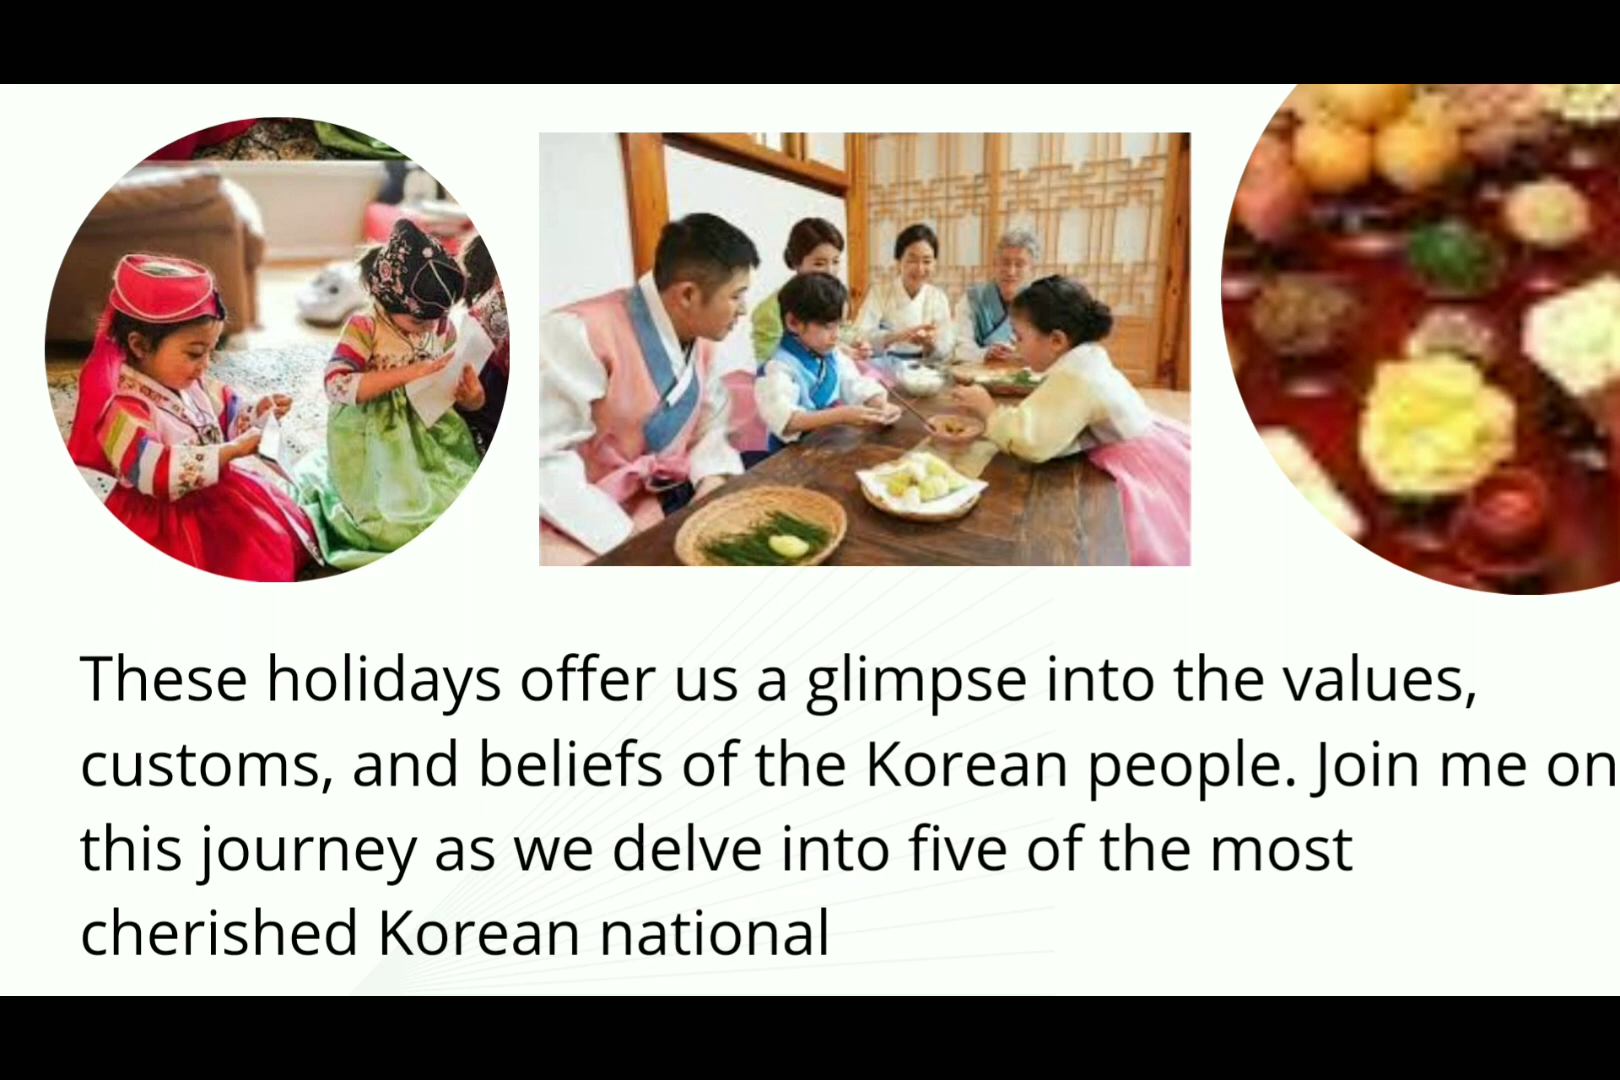 These holidays offer us a glimpse into the values,
customs, and beliefs of the Korean people. Join me on
this journey as we delve into five of the most
cherished Korean national